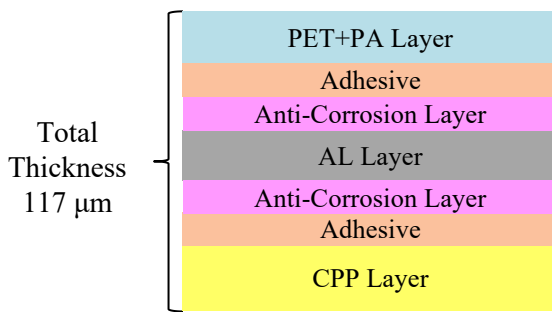 Total
Thickness
117 μm
PET+PA Layer
Adhesive
Anti-Corrosion Layer
AL Layer
Anti-Corrosion Layer
Adhesive
CPP Layer